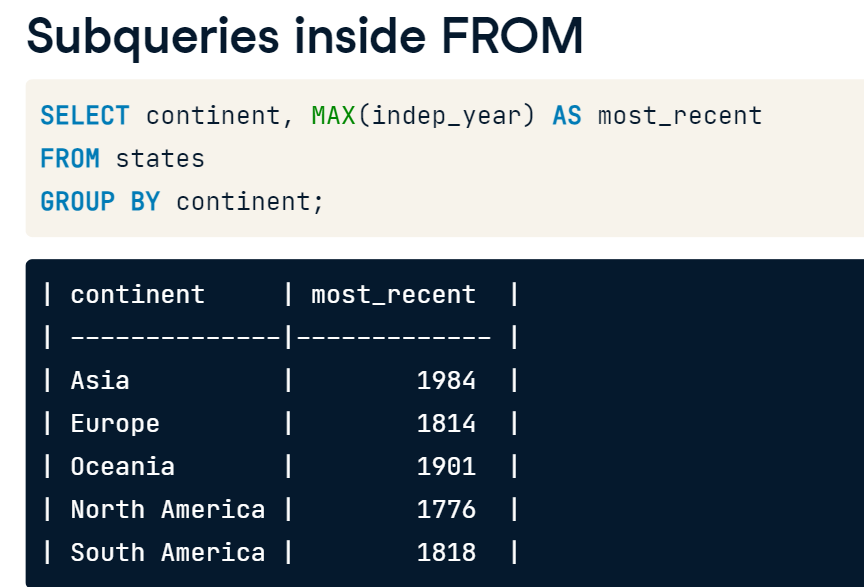 Subqueries inside FROM
SELECT continent, MAX(indep_year) AS most_recent
FROM states
GROUP BY continent;
| continent     | most_recent  |
| --------------|------------- |
| Asia          |        1984  |
| Europe        |        1814  |
| Oceania       |        1901  |
| North America |        1776  |
| South America |        1818  |